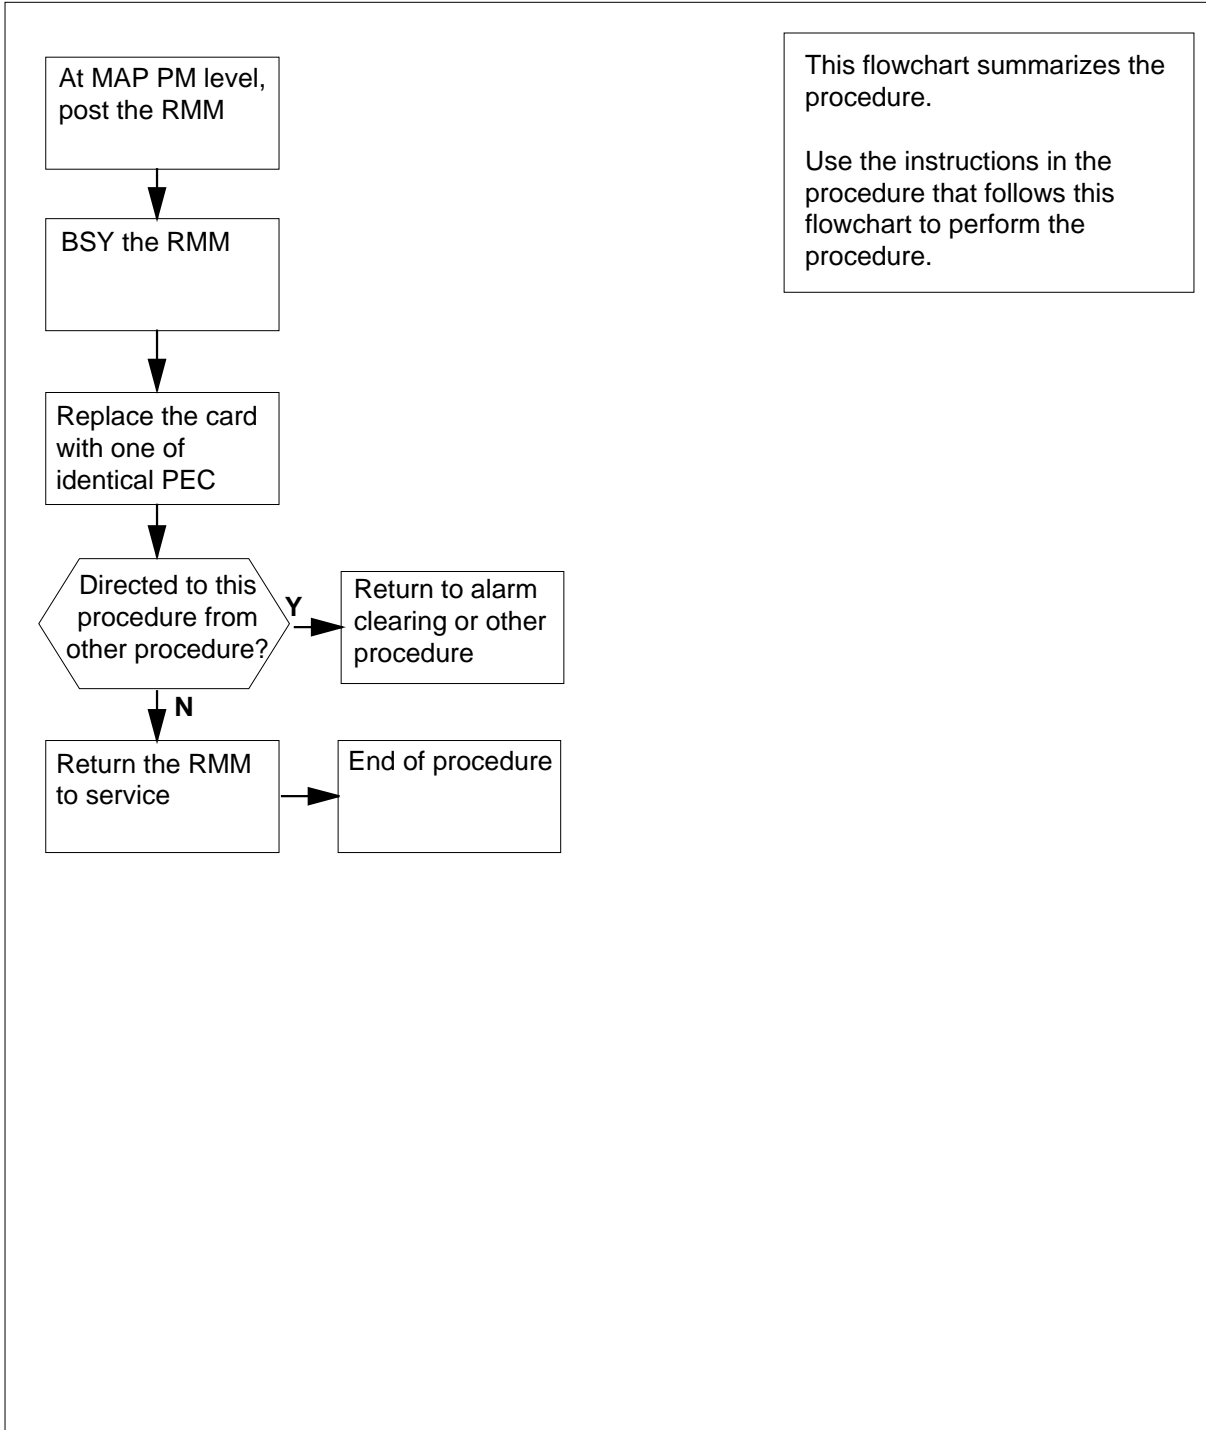 At MAP PM level,
post the RMM
This flowchart summarizes the
procedure.
Use the instructions in the
procedure that follows this
flowchart to perform the
procedure.
BSY the RMM
Replace the card
with one of
identical PEC
Directed to this
procedure from
other procedure?
Y
Return to alarm
clearing or other
procedure
N
Return the RMM
to service
End of procedure